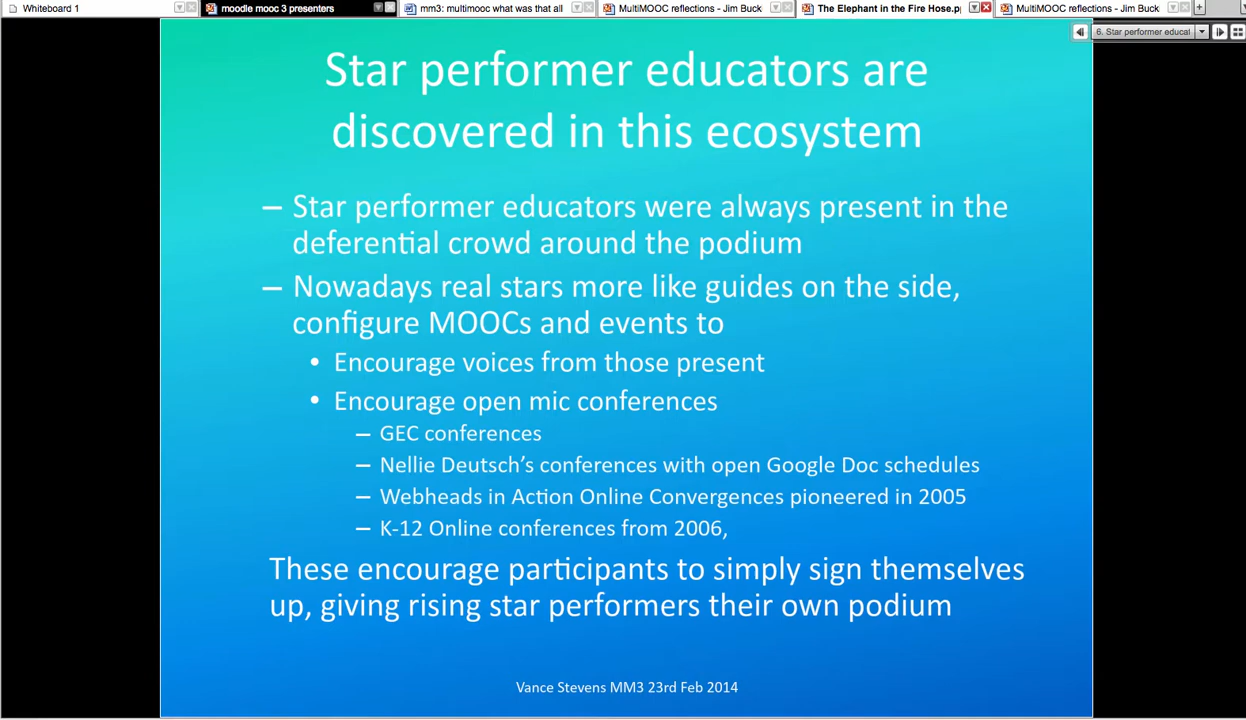 Whiteboard 1
moodle mooc 3 presenters
mm3: multimooc what was that all
MultiMOOC reflections - Jim Buck
The Elephant in the Fire Hose.p
MultiMOOC reflections - Jim Buck
6. Star performer educat
Star performer educators are
discovered in this ecosystem
– Star performer educators were always present in the
deferential crowd around the podium
– Nowadays real stars more like guides on the side,
configure MOOCs and events to
• Encourage voices from those present
• Encourage open mic conferences
– GEC conferences
– Nellie Deutsch’s conferences with open Google Doc schedules
– Webheads in Action Online Convergences pioneered in 2005
– K-12 Online conferences from 2006,
These encourage participants to simply sign themselves
up, giving rising star performers their own podium
Vance Stevens MM3 23rd Feb 2014